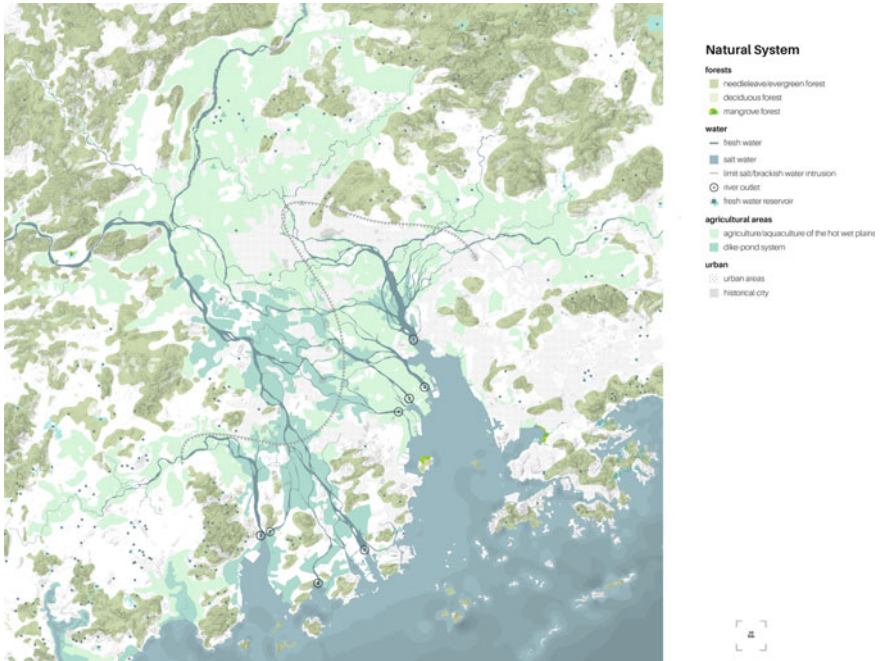 Natural System
forests
needleleave/evergreen forest
deciduous forest
mangrove forest
water
fresh water
salt water
limit salt/brackish water intrusion
river outlet
fresh water reservoir
agricultural areas
agriculture/aquaculture of the hot wet plains
dike-pond system
urban
urban areas
historical city